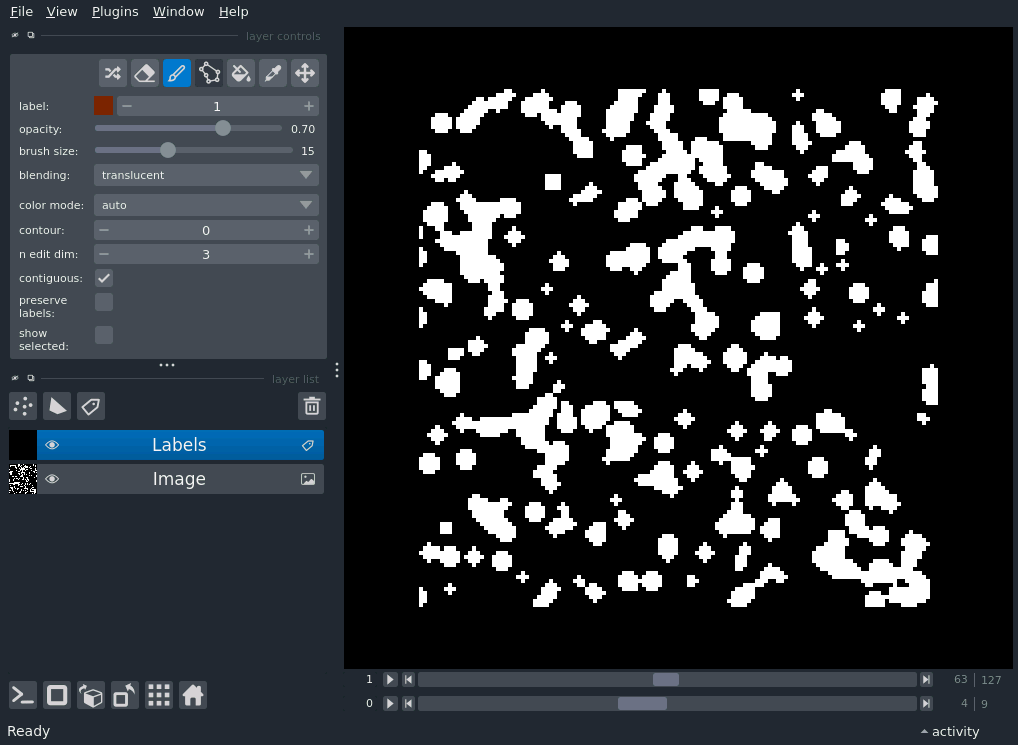 File View Plugins Window Help
layer controls
label: 1
opacity: 0.70
brush size: 15
blending: translucent
color mode: auto
contour: 0
n edit dim: 3
contiguous:
preserve
labels:
show
selected:
layer list
Labels
Image
1 63 127
0 4 9
Ready activity